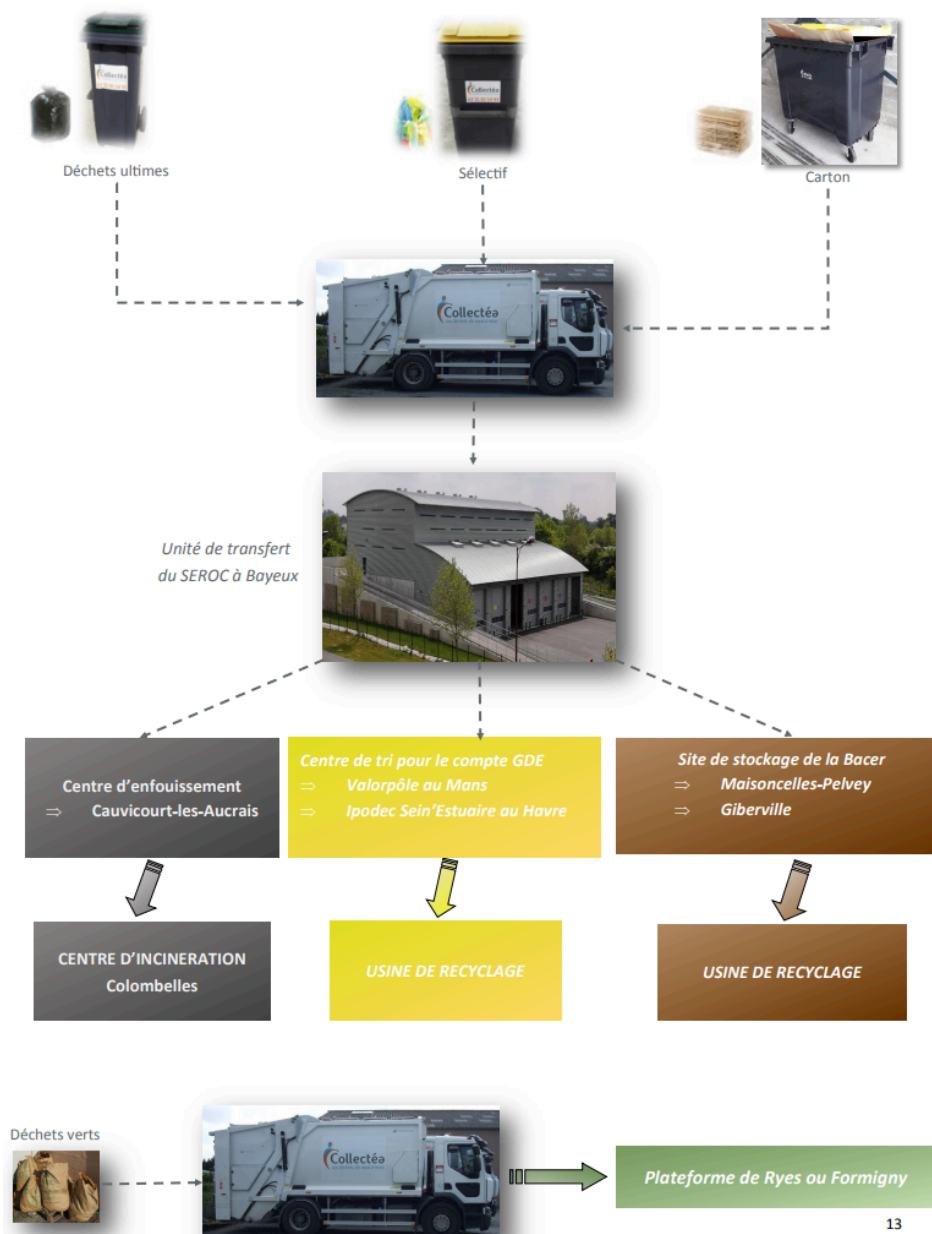 Collectéa
Collectéa
Déchets ultimes
Sélectif
Carton
Collectéa
Unité de transfert
du SEROC à Bayeux
Centre d'enfouissement
⇒ Cauvicourt-les-Aucrais
Centre de tri pour le compte GDE
⇒ Valorpôle au Mans
⇒ Ipodec Sein'Estuaire au Havre
Site de stockage de la Bacer
⇒ Maisoncelles-Pelvey
⇒ Giberville
CENTRE D'INCINERATION
Colombelles
USINE DE RECYCLAGE
USINE DE RECYCLAGE
Déchets verts
Collectéa
Plateforme de Ryes ou Formigny
13